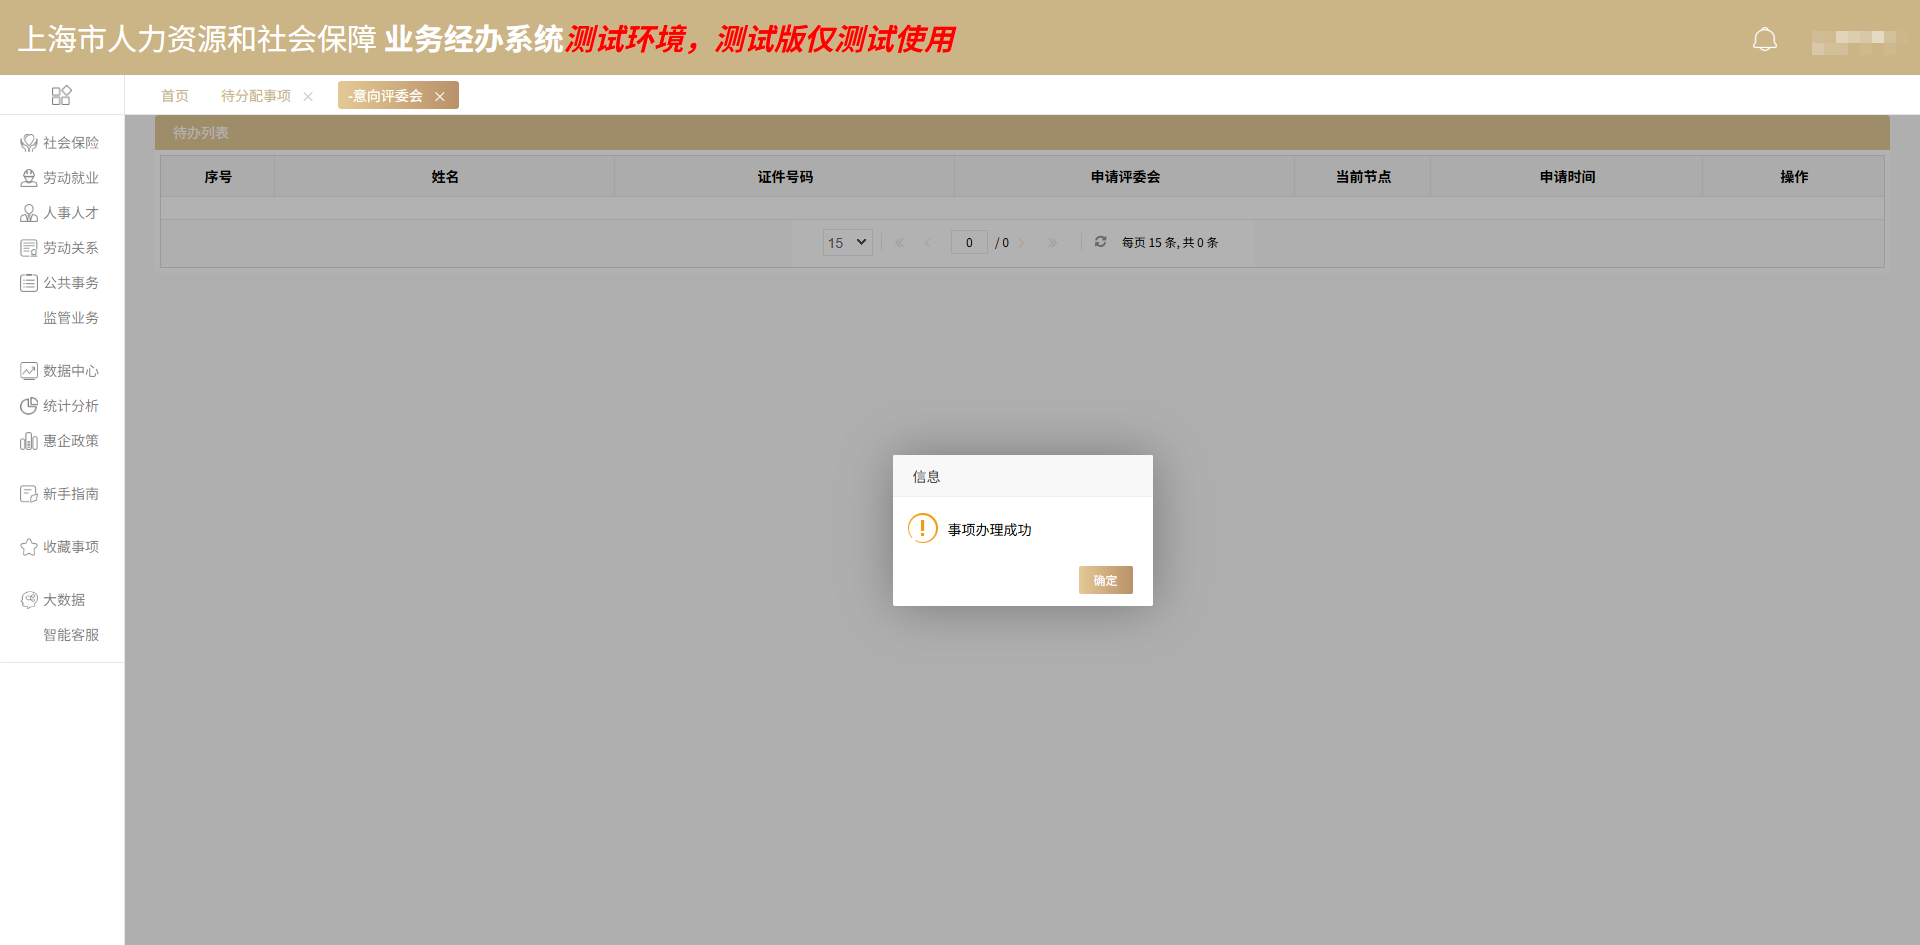 上海市人力资源和社会保障 业务经办系统测试环境，测试版仅测试使用
首页 待分配事项 -意向评委会
社会保险
劳动就业
人事人才
劳动关系
公共事务
监管业务
数据中心
统计分析
惠企政策
新手指南
收藏事项
大数据
智能客服
待办列表
序号 姓名 证件号码 申请评委会 当前节点 申请时间 操作
15 0 / 0 每页 15 条, 共 0 条
信息
事项办理成功
确定